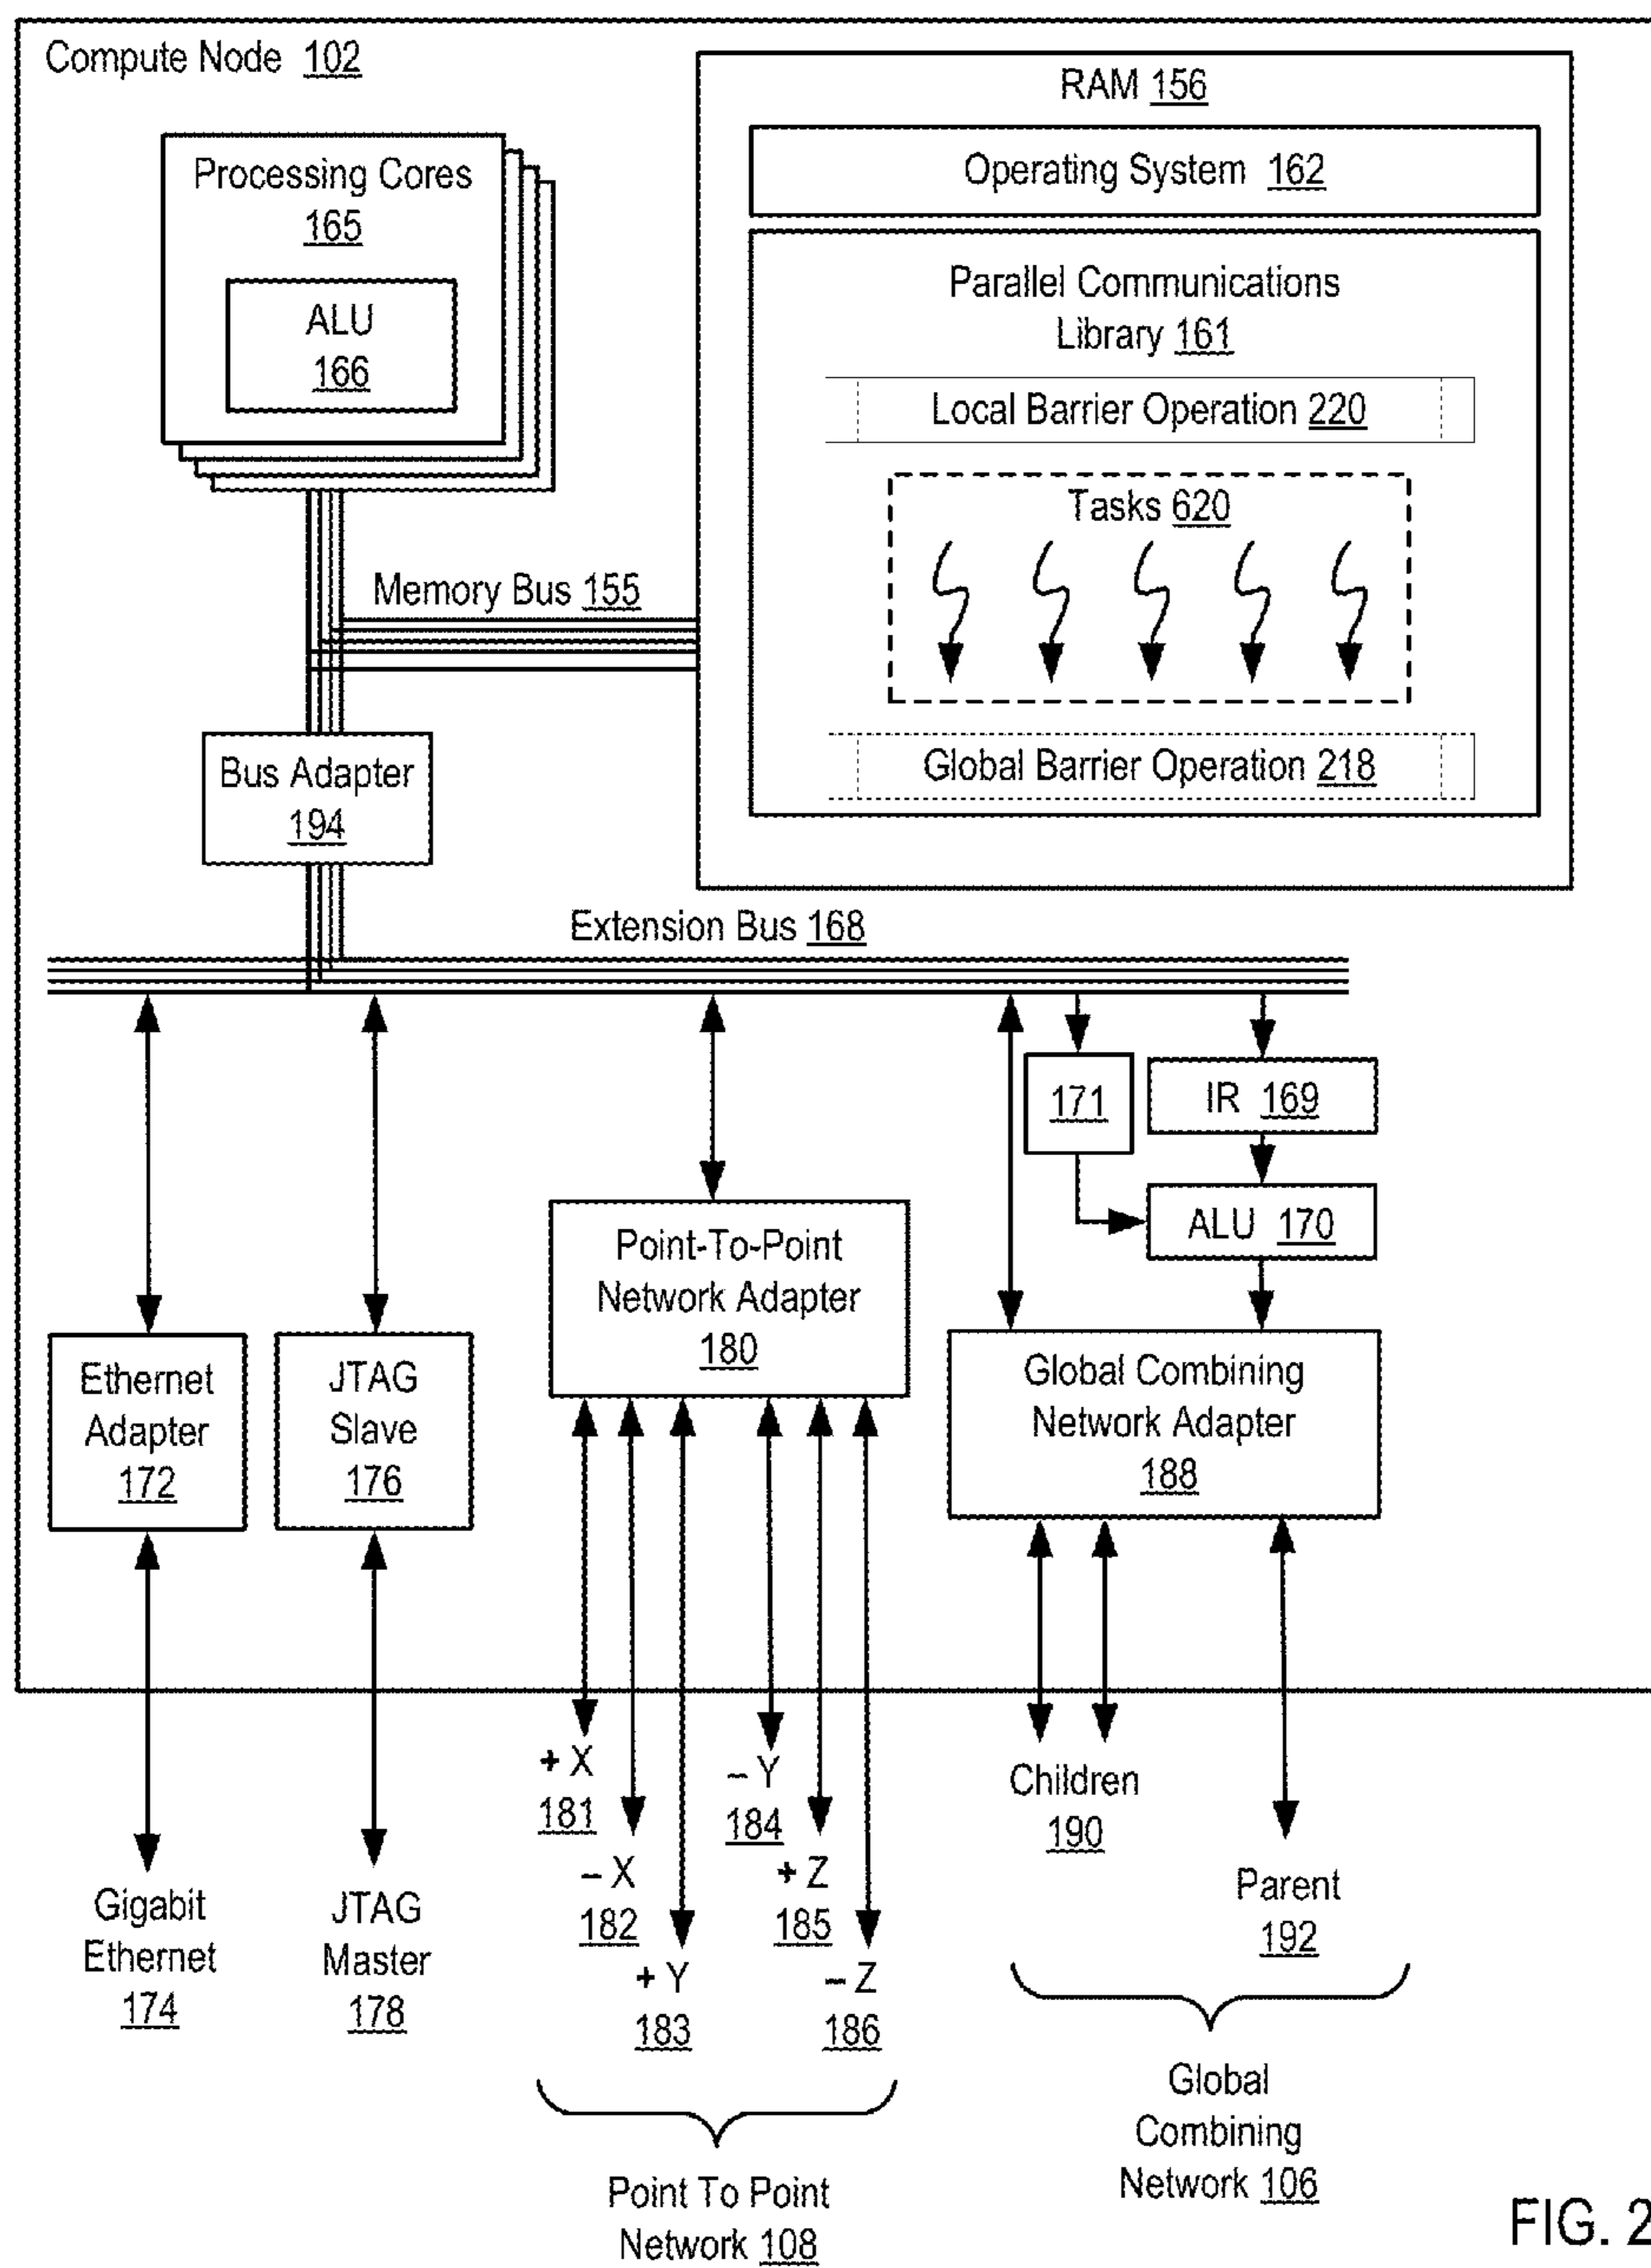 Compute Node 102
RAM 156
Operating System 162
Processing Cores
165
ALU
166
Parallel Communications
Library 161
Local Barrier Operation 220
Tasks 620
Memory Bus 155
Global Barrier Operation 218
Bus Adapter
194
Extension Bus 168
171
IR 169
ALU 170
Point-To-Point
Network Adapter
180
Ethernet
Adapter
172
JTAG
Slave
176
Global Combining
Network Adapter
188
+ X
181
– X
182
+ Y
183
– Y
184
+ Z
185
– Z
186
Children
190
Parent
192
Gigabit
Ethernet
174
JTAG
Master
178
Point To Point
Network 108
Global
Combining
Network 106
FIG. 2